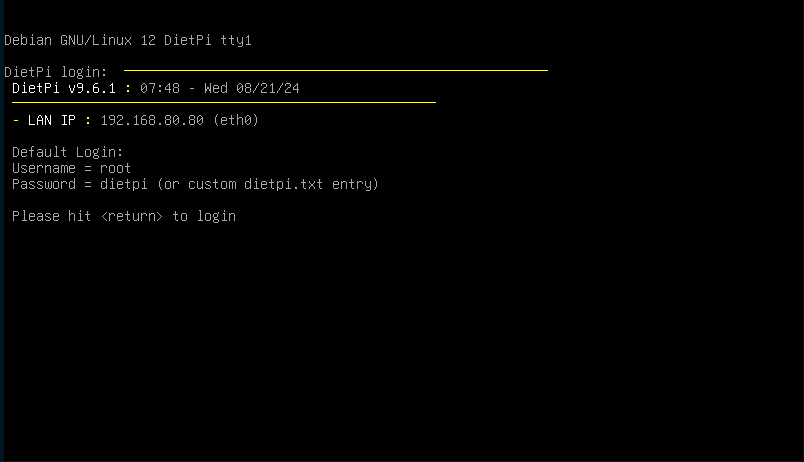 Debian GNU/Linux 12 DietPi tty1
DietPi login:
DietPi v9.6.1 : 07:48 - Wed 08/21/24
- LAN IP : 192.168.80.80 (eth0)
Default Login:
Username = root
Password = dietpi (or custom dietpi.txt entry)
Please hit <return> to login